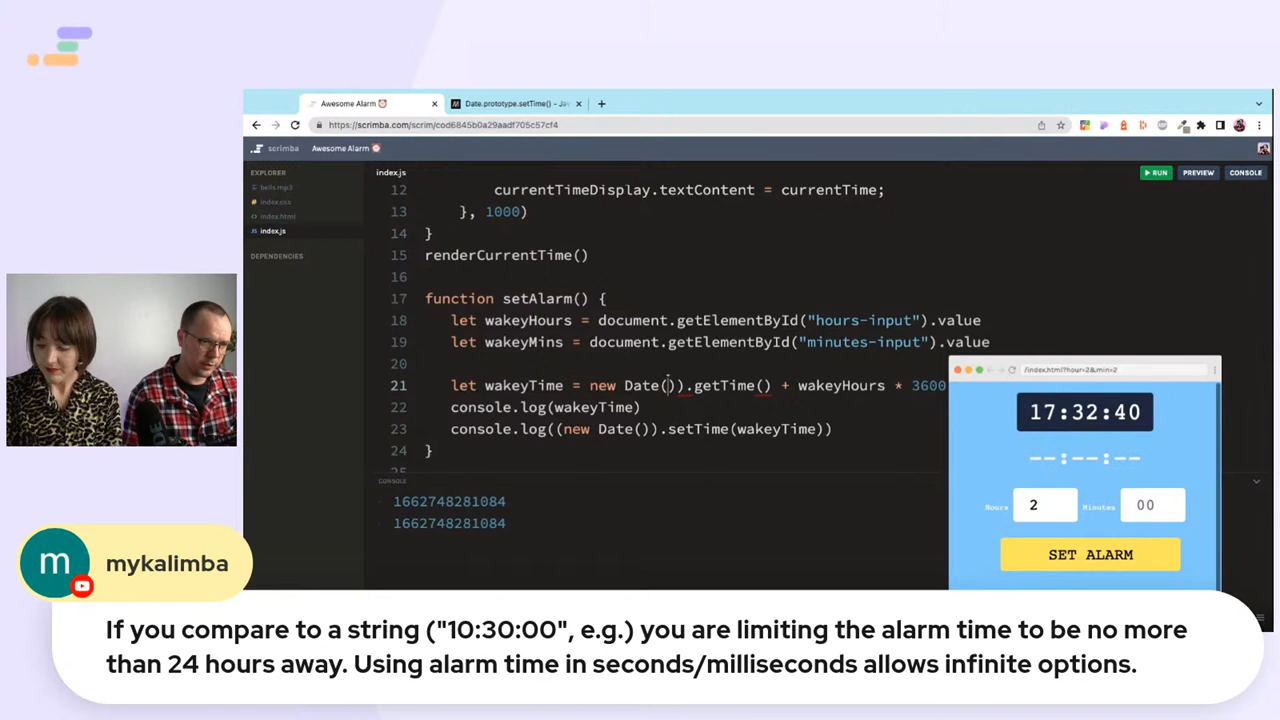 Awesome Alarm ⏰
Date.prototype.setTime() - Jav
https://scrimba.com/scrim/cod6845b0a29aadf705c57cf4
scrimba
Awesome Alarm ⏰
EXPLORER
bells.mp3
index.css
index.html
index.js
DEPENDENCIES
index.js
RUN
PREVIEW
CONSOLE
12 currentTimeDisplay.textContent = currentTime;
13 }, 1000)
14 }
15 renderCurrentTime()
16
17 function setAlarm() {
18 let wakeyHours = document.getElementById("hours-input").value
19 let wakeyMins = document.getElementById("minutes-input").value
20
21 let wakeyTime = new Date()).getTime() + wakeyHours * 3600
22 console.log(wakeyTime)
23 console.log((new Date()).setTime(wakeyTime))
24 }
25
CONSOLE
1662748281084
1662748281084
/index.html?hour=2&min=2
17:32:40
--:--:--
Hours
2
Minutes
00
SET ALARM
m
mykalimba
If you compare to a string ("10:30:00", e.g.) you are limiting the alarm time to be no more
than 24 hours away. Using alarm time in seconds/milliseconds allows infinite options.